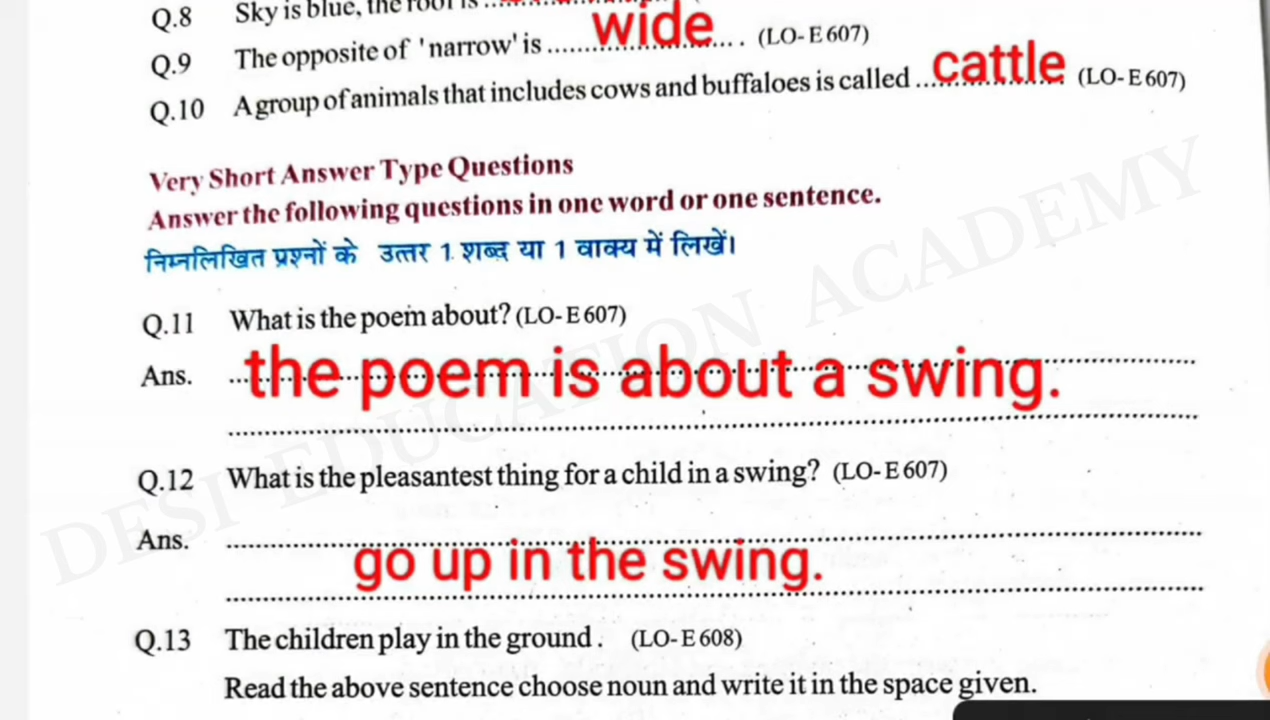 Q.8 Sky is blue, the roof is ..................
Q.9 The opposite of 'narrow' is ......wide...... . (LO- E 607)
Q.10 A group of animals that includes cows and buffaloes is called ...cattle... (LO- E 607)
Very Short Answer Type Questions
Answer the following questions in one word or one sentence.
निम्नलिखित प्रश्नों के उत्तर 1 शब्द या 1 वाक्य में लिखें।
Q.11 What is the poem about? (LO- E 607)
Ans. the poem is about a swing.
Q.12 What is the pleasantest thing for a child in a swing? (LO- E 607)
Ans.
go up in the swing.
Q.13 The children play in the ground . (LO- E 608)
Read the above sentence choose noun and write it in the space given.
DESI EDUCATION ACADEMY